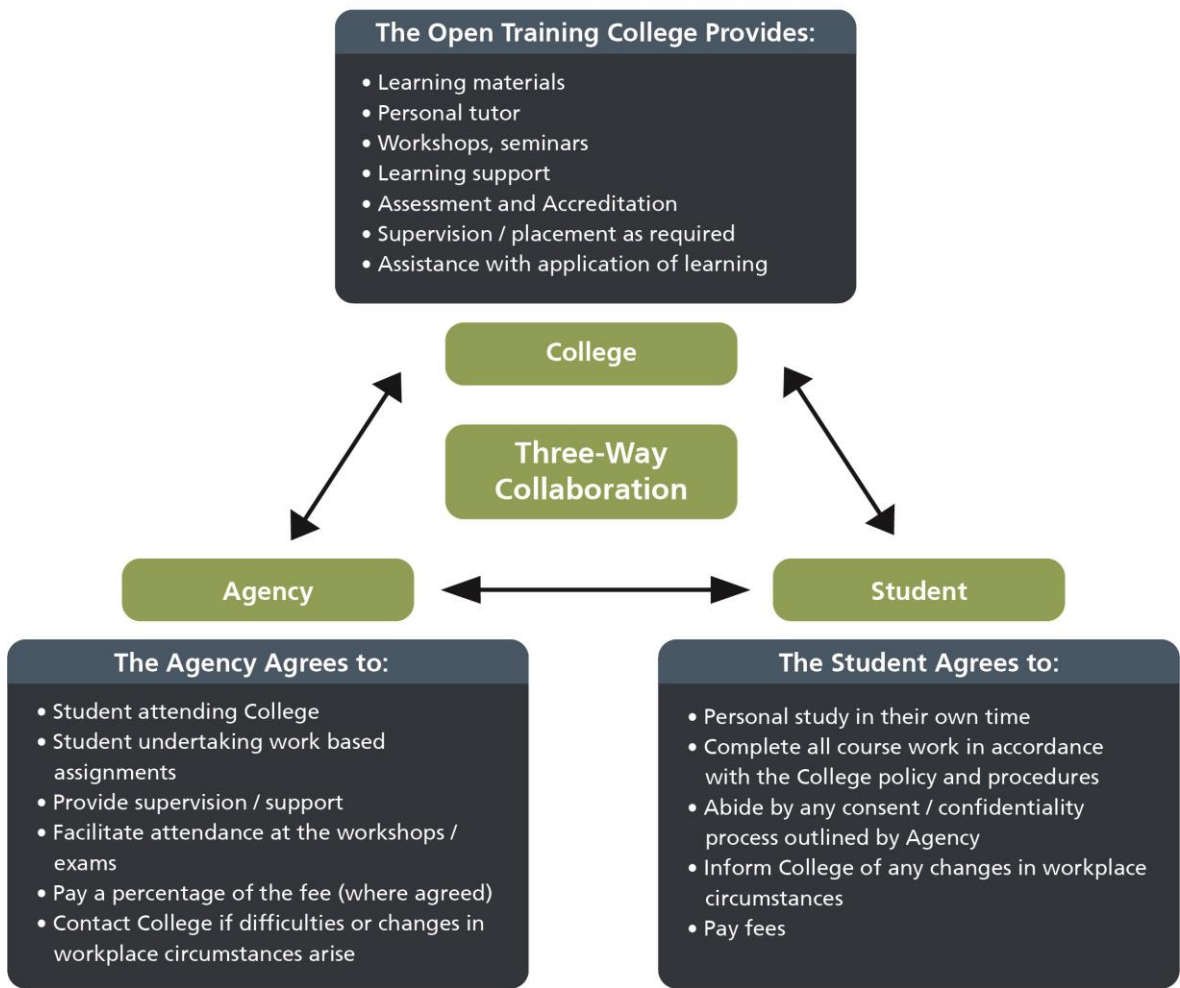 The Open Training College Provides:
• Learning materials
• Personal tutor
• Workshops, seminars
• Learning support
• Assessment and Accreditation
• Supervision / placement as required
• Assistance with application of learning
College
Three-Way
Collaboration
Agency
Student
The Agency Agrees to:
• Student attending College
• Student undertaking work based
assignments
• Provide supervision / support
• Facilitate attendance at the workshops /
exams
• Pay a percentage of the fee (where agreed)
• Contact College if difficulties or changes in
workplace circumstances arise
The Student Agrees to:
• Personal study in their own time
• Complete all course work in accordance
with the College policy and procedures
• Abide by any consent / confidentiality
process outlined by Agency
• Inform College of any changes in workplace
circumstances
• Pay fees